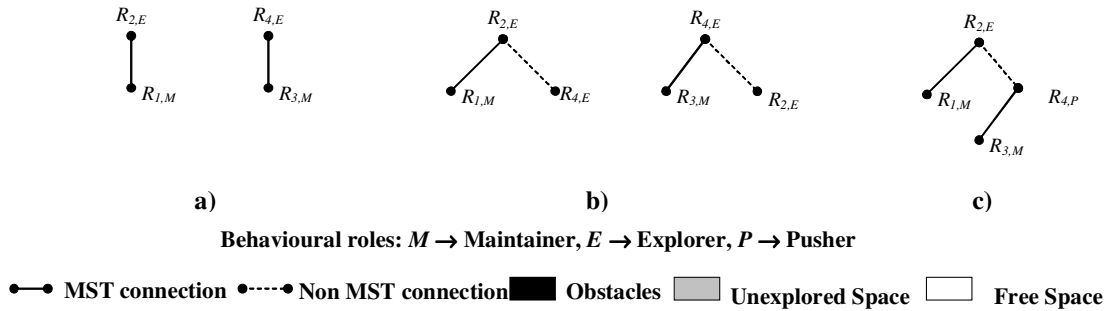 R2,E R4,E R2,E R4,E R2,E
R1,M R3,M R1,M R4,E R3,M R2,E R1,M R4,P
R3,M
a) b) c)
Behavioural roles: M → Maintainer, E → Explorer, P → Pusher
MST connection Non MST connection Obstacles Unexplored Space Free Space